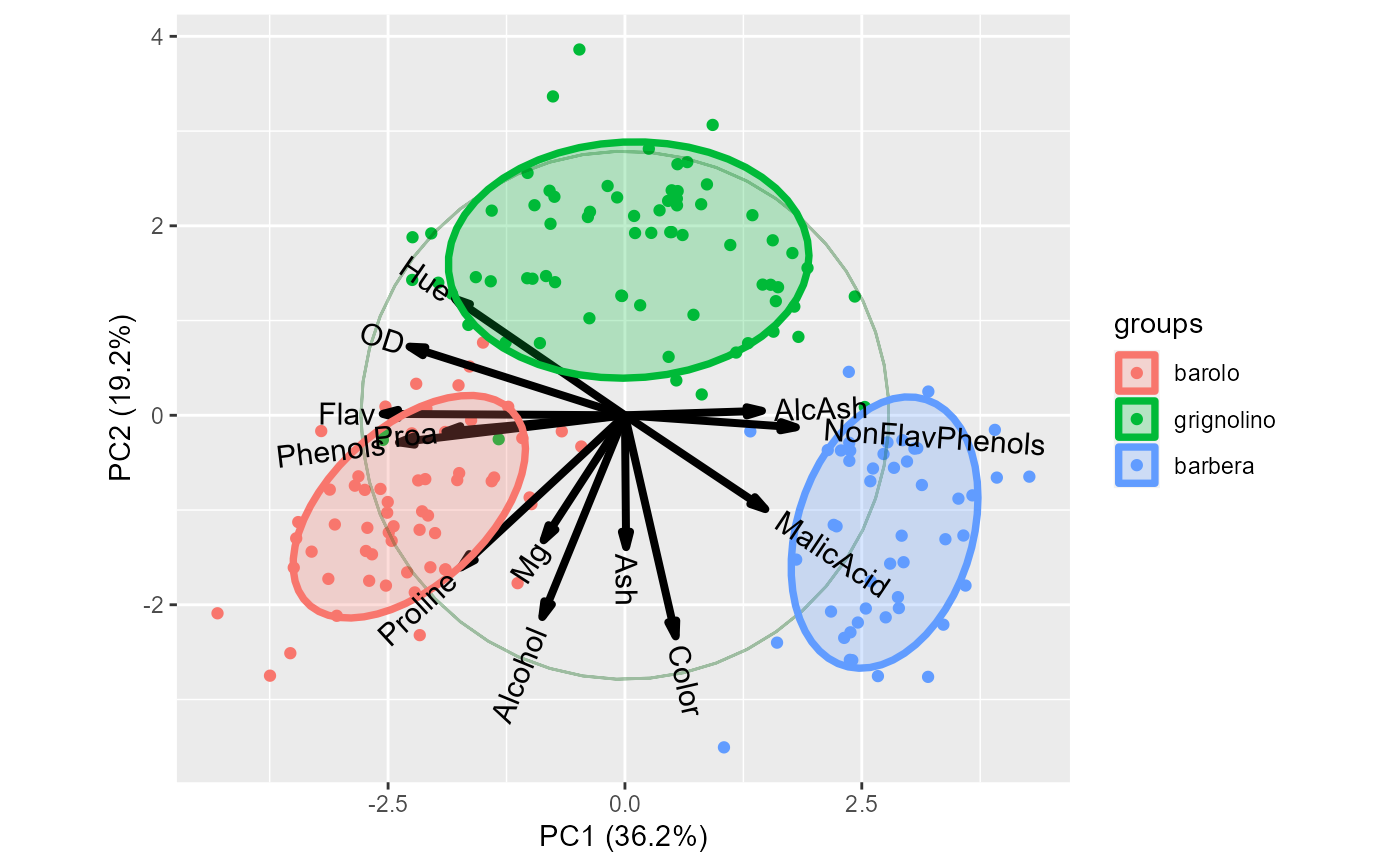 4
2
0
-2
PC2 (19.2%)
Hue
OD
Flav
Proa
Phenols
AlcAsh
NonFlavPhenols
MalicAcid
Mg
Ash
Proline
Alcohol
Color
-2.5
0.0
2.5
PC1 (36.2%)
groups
barolo
grignolino
barbera